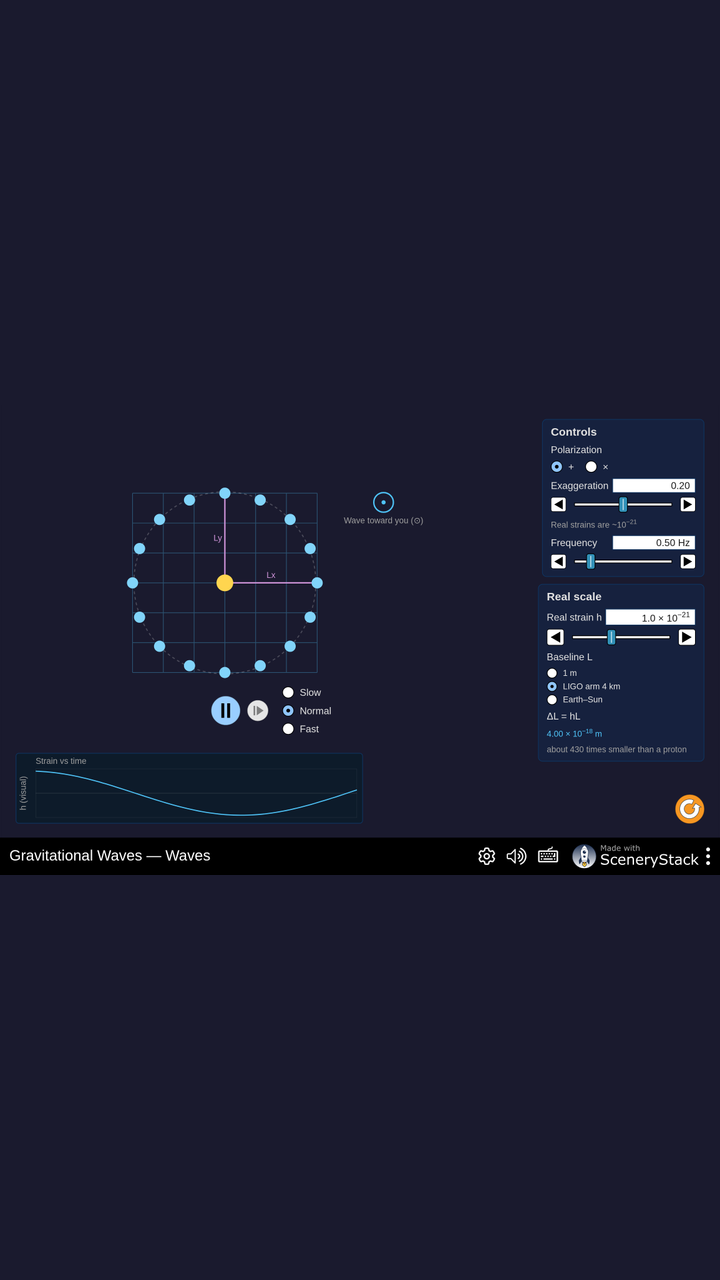 Controls
Polarization
+ ×
Exaggeration 0.20
Real strains are ~10⁻²¹
Frequency 0.50 Hz
Ly
Lx
Wave toward you (⊙)
Real scale
Real strain h 1.0 × 10⁻²¹
Baseline L
1 m
LIGO arm 4 km
Earth–Sun
ΔL = hL
4.00 × 10⁻¹⁸ m
about 430 times smaller than a proton
Slow
Normal
Fast
Strain vs time
h (visual)
Gravitational Waves — Waves
Made with
SceneryStack